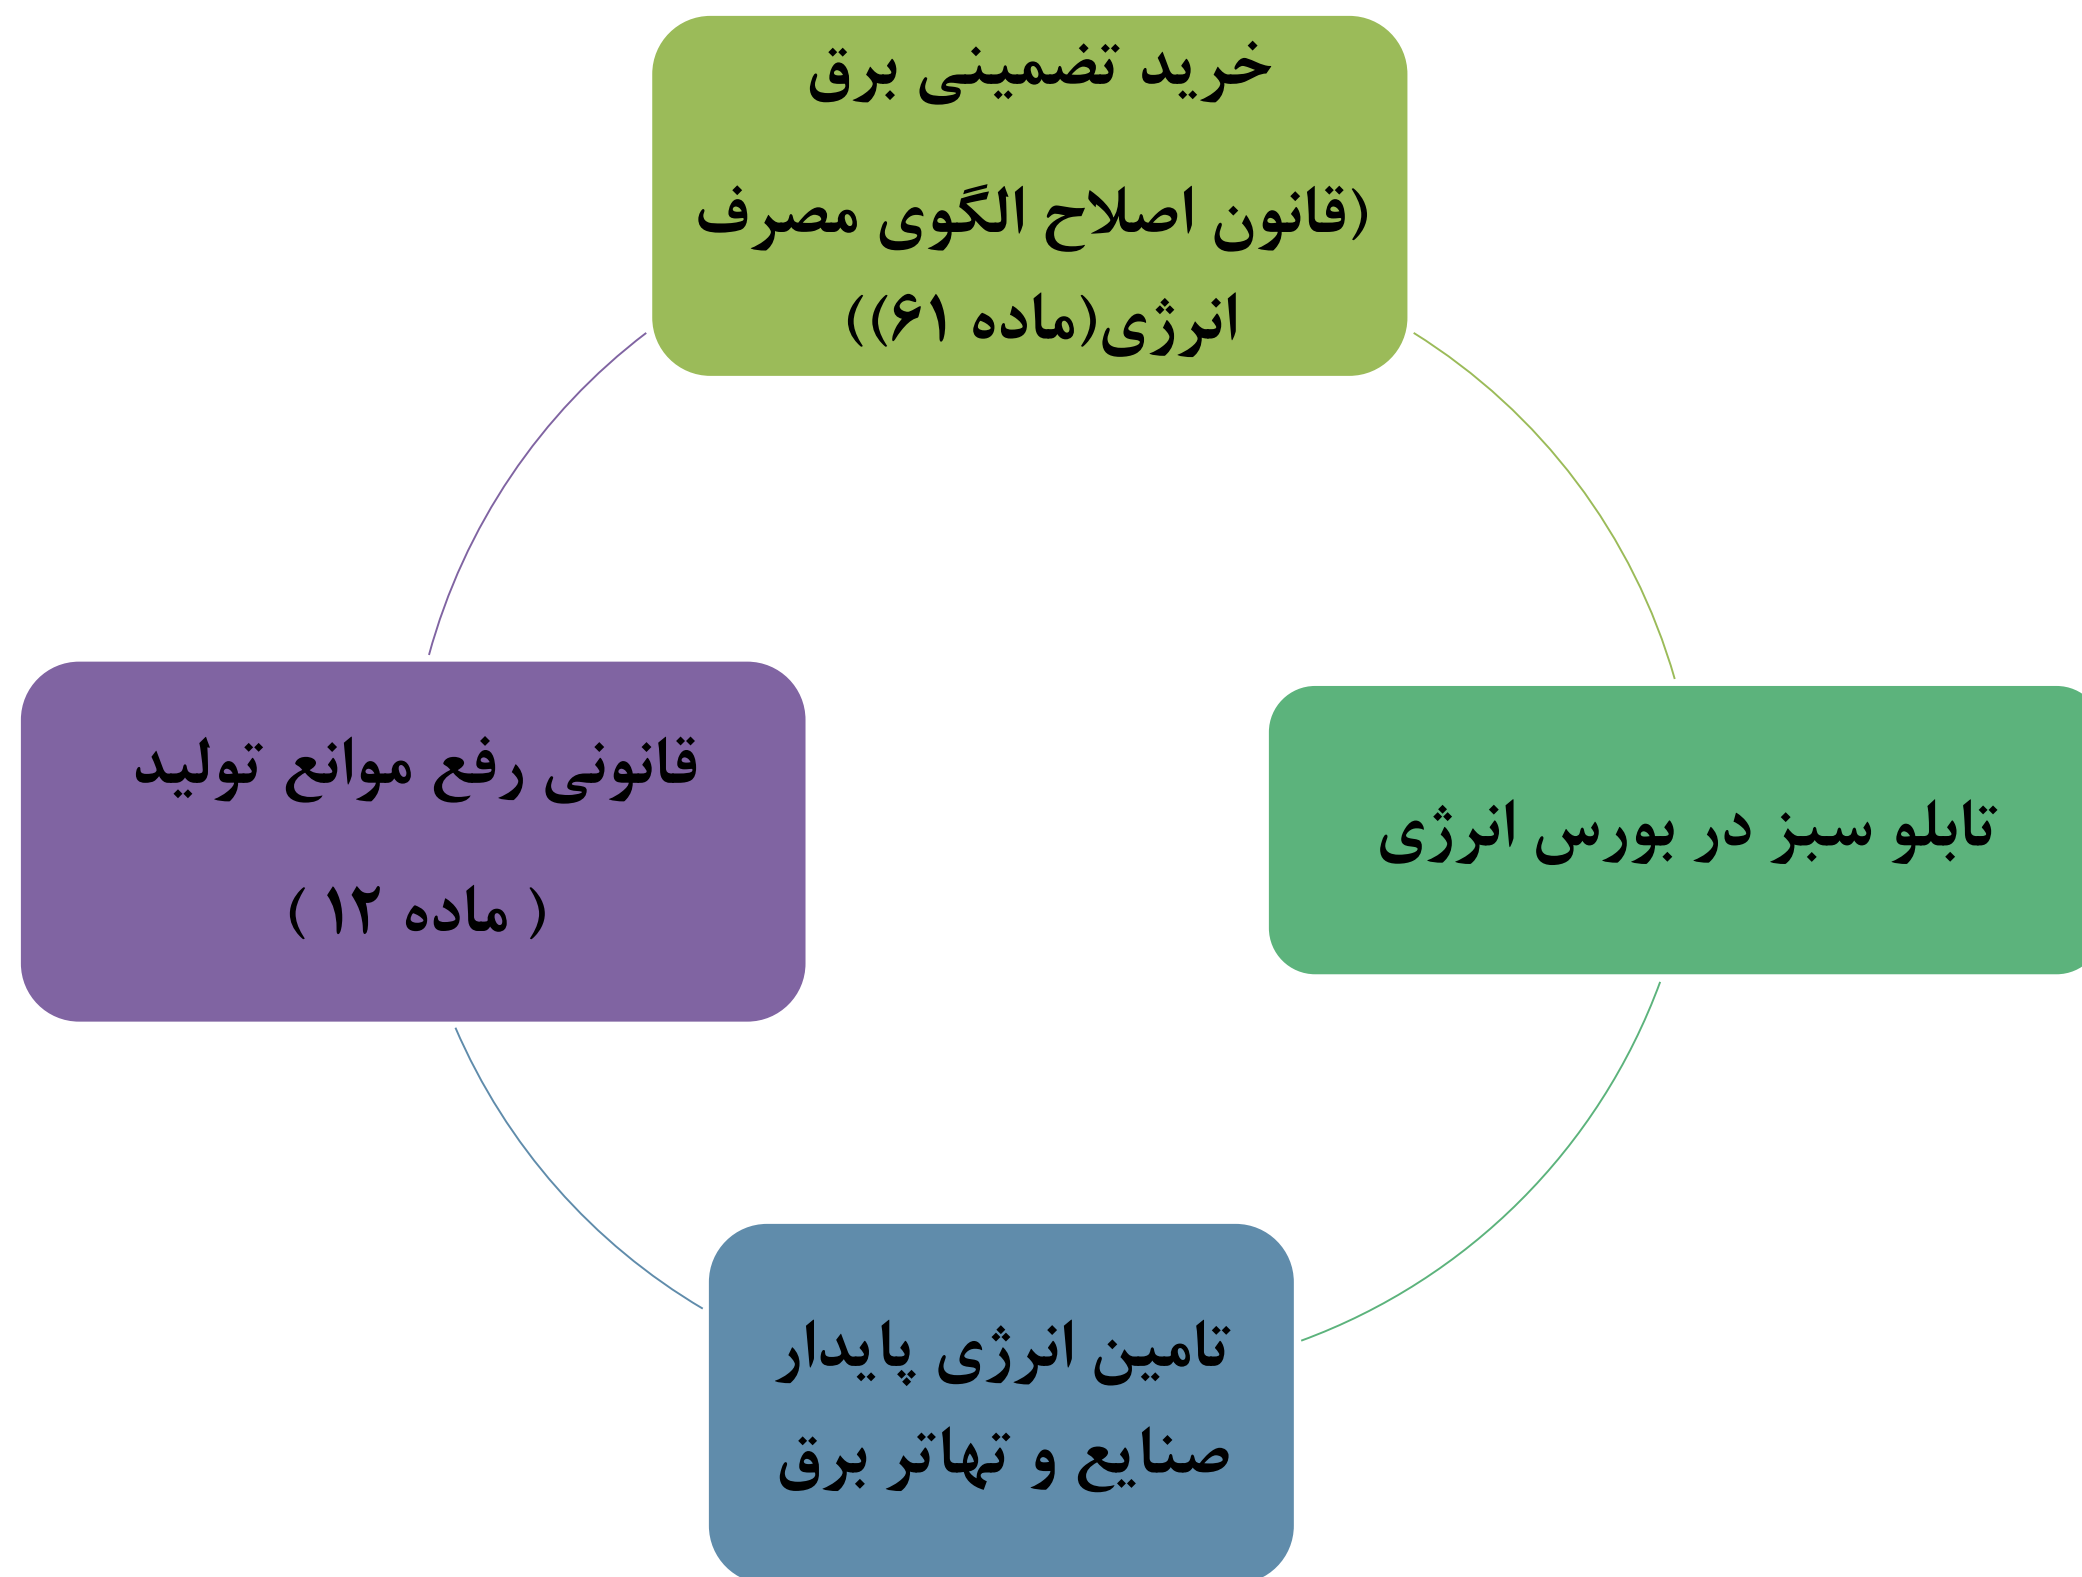 خرید تضمینی برق
(قانون اصلاح الگوی مصرف
انرژی(ماده ۶۱))
تابلو سبز در بورس انرژی
قانونی رفع موانع تولید
( ماده ۱۲ )
تامین انرژی پایدار
صنایع و تهاتر برق